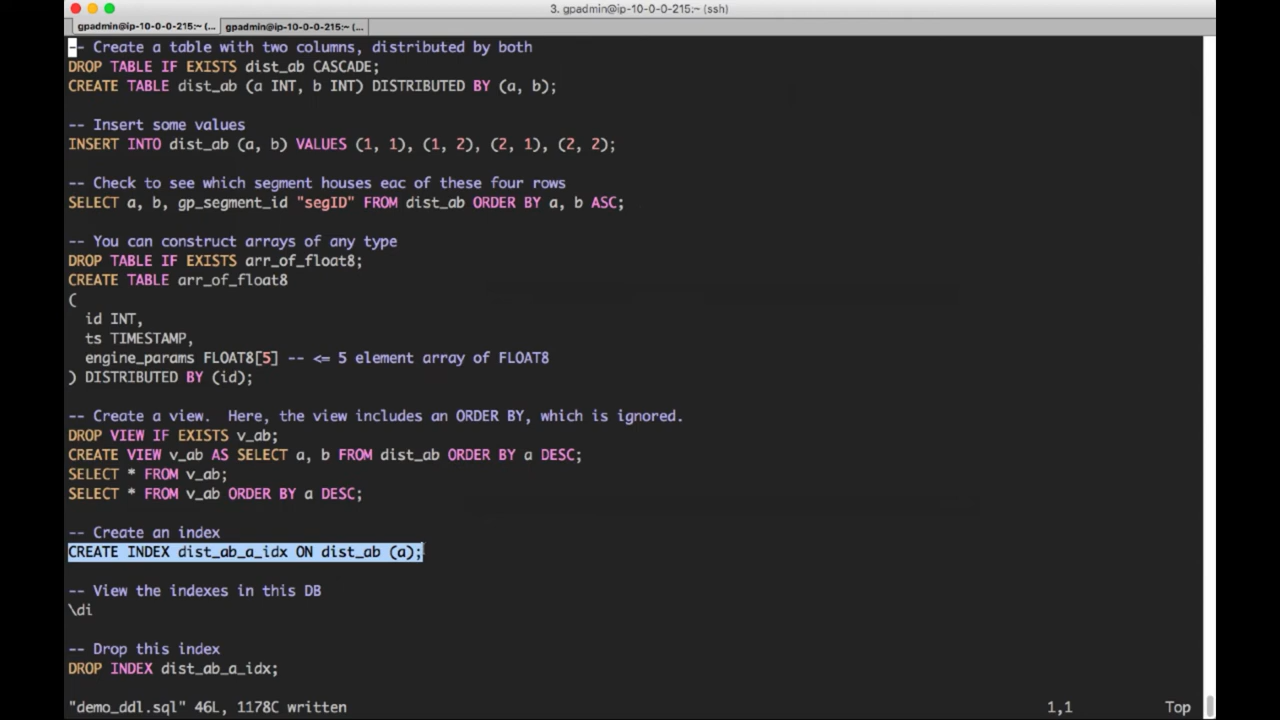 3. gpadmin@ip-10-0-0-215:~ (ssh)
gpadmin@ip-10-0-0-215:~ (... gpadmin@ip-10-0-0-215:~ (...
-- Create a table with two columns, distributed by both
DROP TABLE IF EXISTS dist_ab CASCADE;
CREATE TABLE dist_ab (a INT, b INT) DISTRIBUTED BY (a, b);
-- Insert some values
INSERT INTO dist_ab (a, b) VALUES (1, 1), (1, 2), (2, 1), (2, 2);
-- Check to see which segment houses eac of these four rows
SELECT a, b, gp_segment_id "segID" FROM dist_ab ORDER BY a, b ASC;
-- You can construct arrays of any type
DROP TABLE IF EXISTS arr_of_float8;
CREATE TABLE arr_of_float8
(
  id INT,
  ts TIMESTAMP,
  engine_params FLOAT8[5] -- <= 5 element array of FLOAT8
) DISTRIBUTED BY (id);
-- Create a view.  Here, the view includes an ORDER BY, which is ignored.
DROP VIEW IF EXISTS v_ab;
CREATE VIEW v_ab AS SELECT a, b FROM dist_ab ORDER BY a DESC;
SELECT * FROM v_ab;
SELECT * FROM v_ab ORDER BY a DESC;
-- Create an index
CREATE INDEX dist_ab_a_idx ON dist_ab (a);
-- View the indexes in this DB
\di
-- Drop this index
DROP INDEX dist_ab_a_idx;
"demo_ddl.sql" 46L, 1178C written 1,1 Top